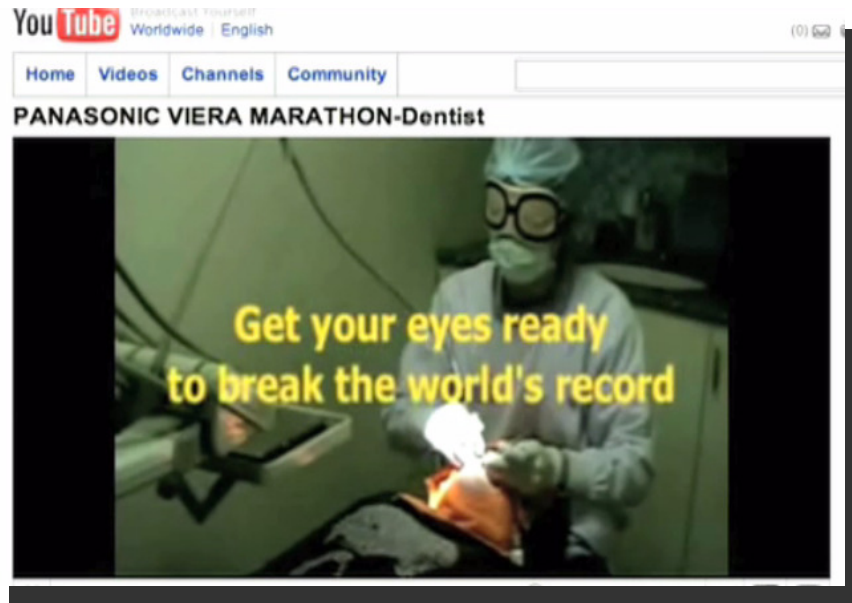 YouTube
Broadcast Yourself
Worldwide English
(0)
Home Videos Channels Community
PANASONIC VIERA MARATHON-Dentist
Get your eyes ready
to break the world's record